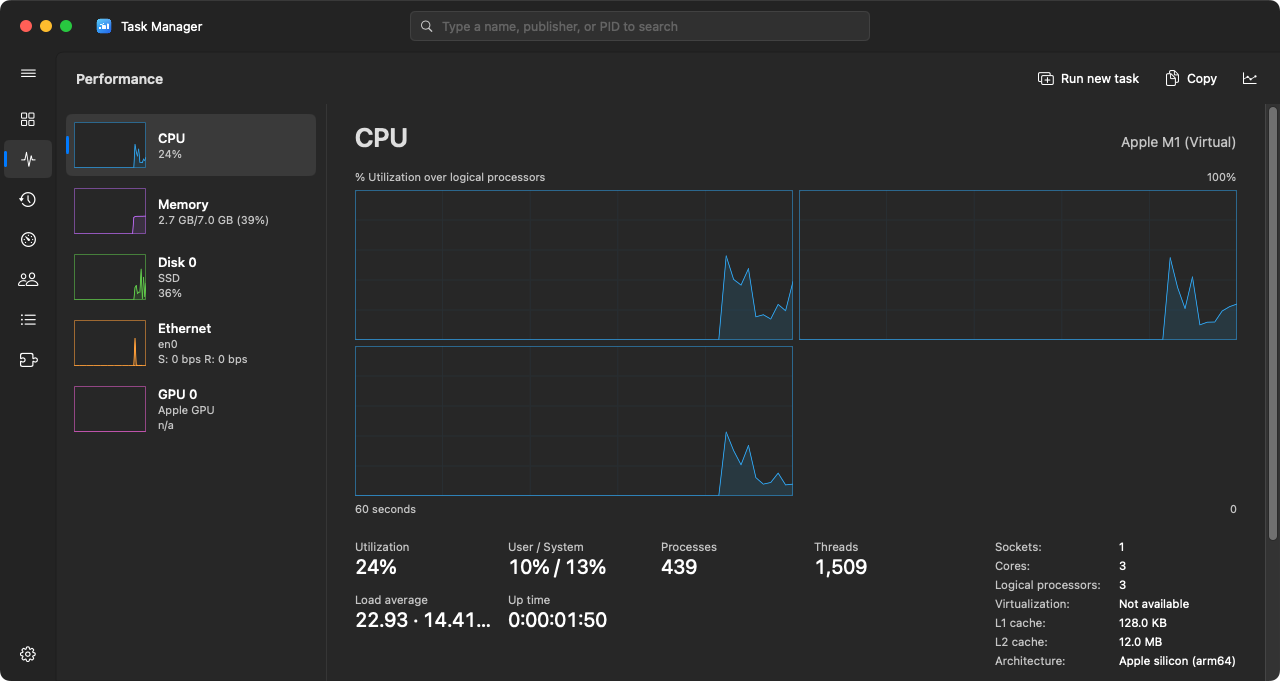 Task Manager
Type a name, publisher, or PID to search
Performance
Run new task
Copy
CPU
24%
Memory
2.7 GB/7.0 GB (39%)
Disk 0
SSD
36%
Ethernet
en0
S: 0 bps R: 0 bps
GPU 0
Apple GPU
n/a
CPU
Apple M1 (Virtual)
% Utilization over logical processors
100%
60 seconds
0
Utilization
24%
User / System
10% / 13%
Processes
439
Threads
1,509
Load average
22.93 · 14.41...
Up time
0:00:01:50
Sockets: 1
Cores: 3
Logical processors: 3
Virtualization: Not available
L1 cache: 128.0 KB
L2 cache: 12.0 MB
Architecture: Apple silicon (arm64)